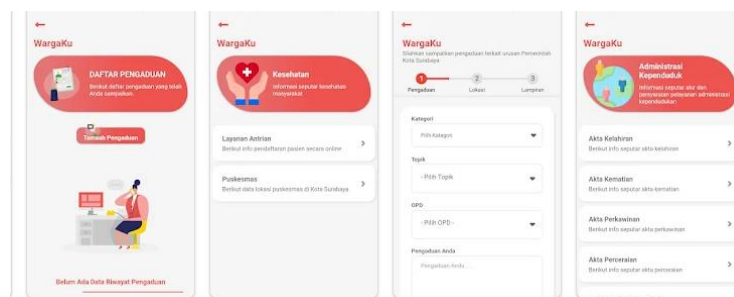 WargaKu
DAFTAR PENGADUAN
Berikut daftar pengaduan yang telah
Anda sampaikan.
Tambah Pengaduan
Belum Ada Data Riwayat Pengaduan
WargaKu
Kesehatan
Informasi seputar kesehatan
masyarakat
Layanan Antrian
Berikut info pendaftaran pasien secara online
Puskesmas
Berikut data lokasi puskesmas di Kota Surabaya
WargaKu
Silahkan sampaikan pengaduan terkait urusan Pemerintah
Kota Surabaya
1
2
3
Pengaduan
Lokasi
Lampiran
Kategori
Pilih Kategori
Topik
- Pilih Topik
OPD
- Pilih OPD -
Pengaduan Anda
Pengaduan Anda ...
WargaKu
Administrasi
Kependuduk
Informasi seputar alur dan
persyaratan pelayanan administrasi
kependudukan
Akta Kelahiran
Berikut info seputar akta kelahiran
Akta Kematian
Berikut info seputar akta kematian
Akta Perkawinan
Berikut info seputar akta perkawinan
Akta Perceraian
Berikut info seputar akta perceraian